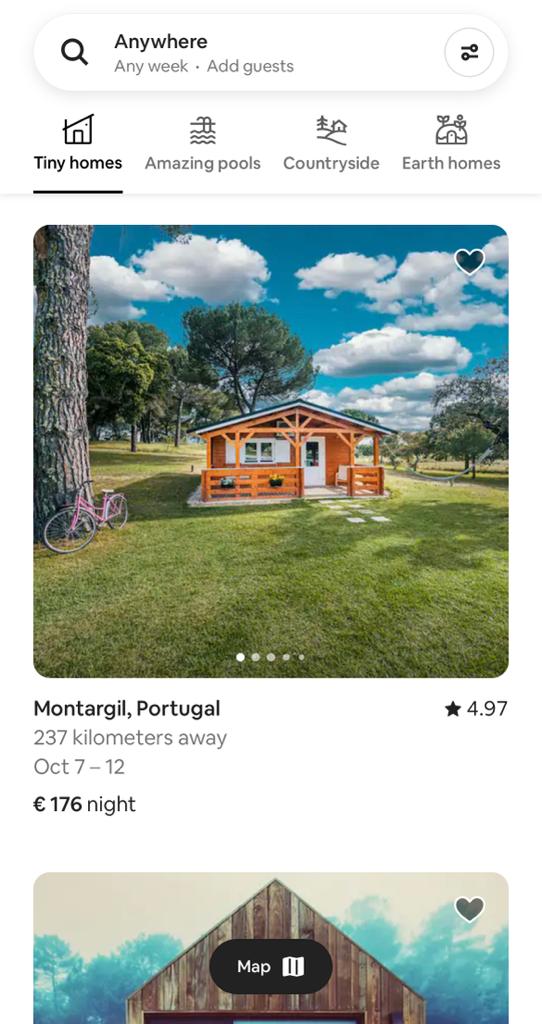 Anywhere
Any week · Add guests
Tiny homes
Amazing pools
Countryside
Earth homes
Montargil, Portugal
4.97
237 kilometers away
Oct 7 – 12
€ 176 night
Map